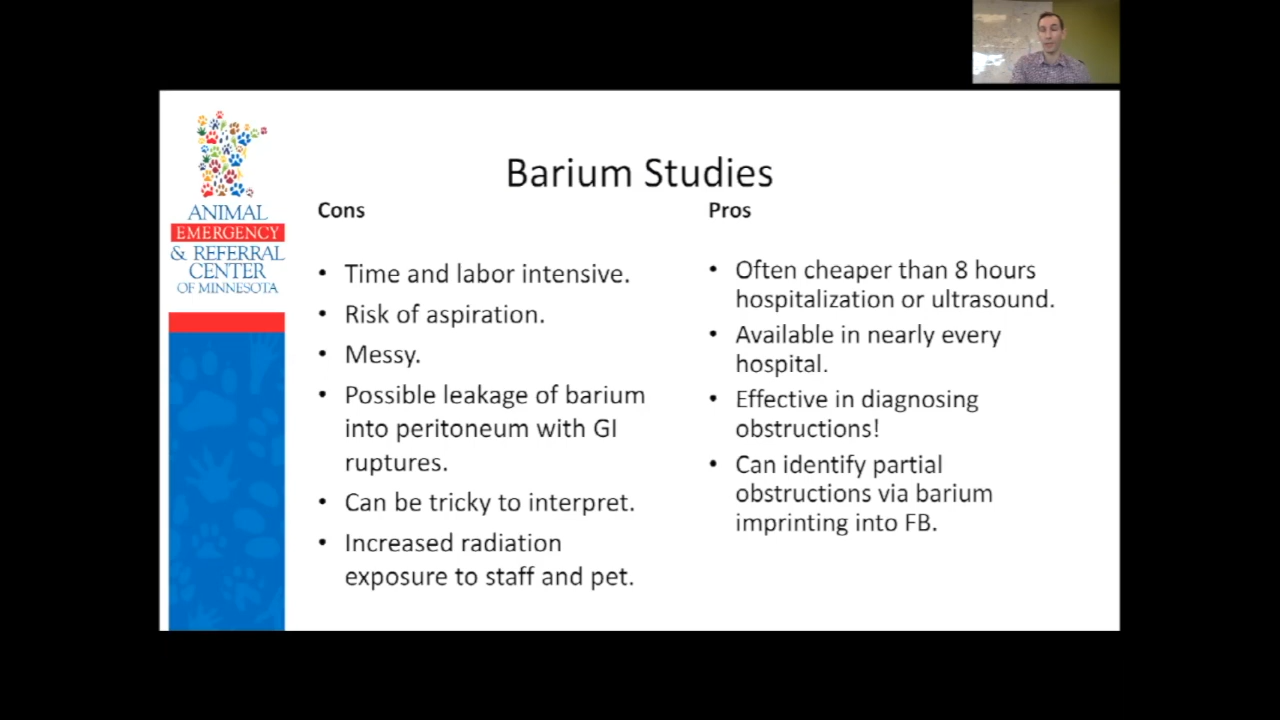 ANIMAL
EMERGENCY
& REFERRAL
CENTER
OF MINNESOTA
Barium Studies
Cons
• Time and labor intensive.
• Risk of aspiration.
• Messy.
• Possible leakage of barium
into peritoneum with GI
ruptures.
• Can be tricky to interpret.
• Increased radiation
exposure to staff and pet.
Pros
• Often cheaper than 8 hours
hospitalization or ultrasound.
• Available in nearly every
hospital.
• Effective in diagnosing
obstructions!
• Can identify partial
obstructions via barium
imprinting into FB.